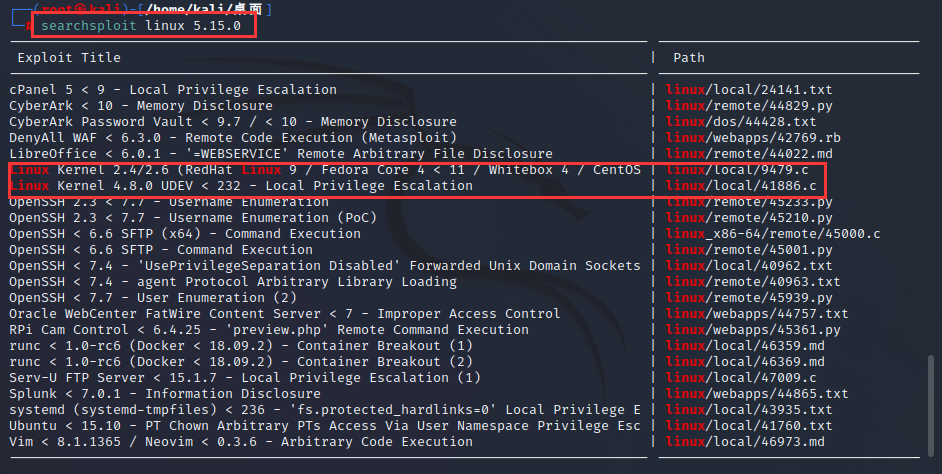 ┌──(root㉿kali)-[/home/kali/桌面]
└─# searchsploit linux 5.15.0
Exploit Title | Path
cPanel 5 < 9 - Local Privilege Escalation | linux/local/24141.txt
CyberArk < 10 - Memory Disclosure | linux/remote/44829.py
CyberArk Password Vault < 9.7 / < 10 - Memory Disclosure | linux/dos/44428.txt
DenyAll WAF < 6.3.0 - Remote Code Execution (Metasploit) | linux/webapps/42769.rb
LibreOffice < 6.0.1 - '=WEBSERVICE' Remote Arbitrary File Disclosure | linux/remote/44022.md
Linux Kernel 2.4/2.6 (RedHat Linux 9 / Fedora Core 4 < 11 / Whitebox 4 / CentOS | linux/local/9479.c
Linux Kernel 4.8.0 UDEV < 232 - Local Privilege Escalation | linux/local/41886.c
OpenSSH 2.3 < 7.7 - Username Enumeration | linux/remote/45233.py
OpenSSH 2.3 < 7.7 - Username Enumeration (PoC) | linux/remote/45210.py
OpenSSH < 6.6 SFTP (x64) - Command Execution | linux_x86-64/remote/45000.c
OpenSSH < 6.6 SFTP - Command Execution | linux/remote/45001.py
OpenSSH < 7.4 - 'UsePrivilegeSeparation Disabled' Forwarded Unix Domain Sockets | linux/local/40962.txt
OpenSSH < 7.4 - agent Protocol Arbitrary Library Loading | linux/remote/40963.txt
OpenSSH < 7.7 - User Enumeration (2) | linux/remote/45939.py
Oracle WebCenter FatWire Content Server < 7 - Improper Access Control | linux/webapps/44757.txt
RPi Cam Control < 6.4.25 - 'preview.php' Remote Command Execution | linux/webapps/45361.py
runc < 1.0-rc6 (Docker < 18.09.2) - Container Breakout (1) | linux/local/46359.md
runc < 1.0-rc6 (Docker < 18.09.2) - Container Breakout (2) | linux/local/46369.md
Serv-U FTP Server < 15.1.7 - Local Privilege Escalation (1) | linux/local/47009.c
Splunk < 7.0.1 - Information Disclosure | linux/webapps/44865.txt
systemd (systemd-tmpfiles) < 236 - 'fs.protected_hardlinks=0' Local Privilege E | linux/local/43935.txt
Ubuntu < 15.10 - PT Chown Arbitrary PTs Access Via User Namespace Privilege Esc | linux/local/41760.txt
Vim < 8.1.1365 / Neovim < 0.3.6 - Arbitrary Code Execution | linux/local/46973.md